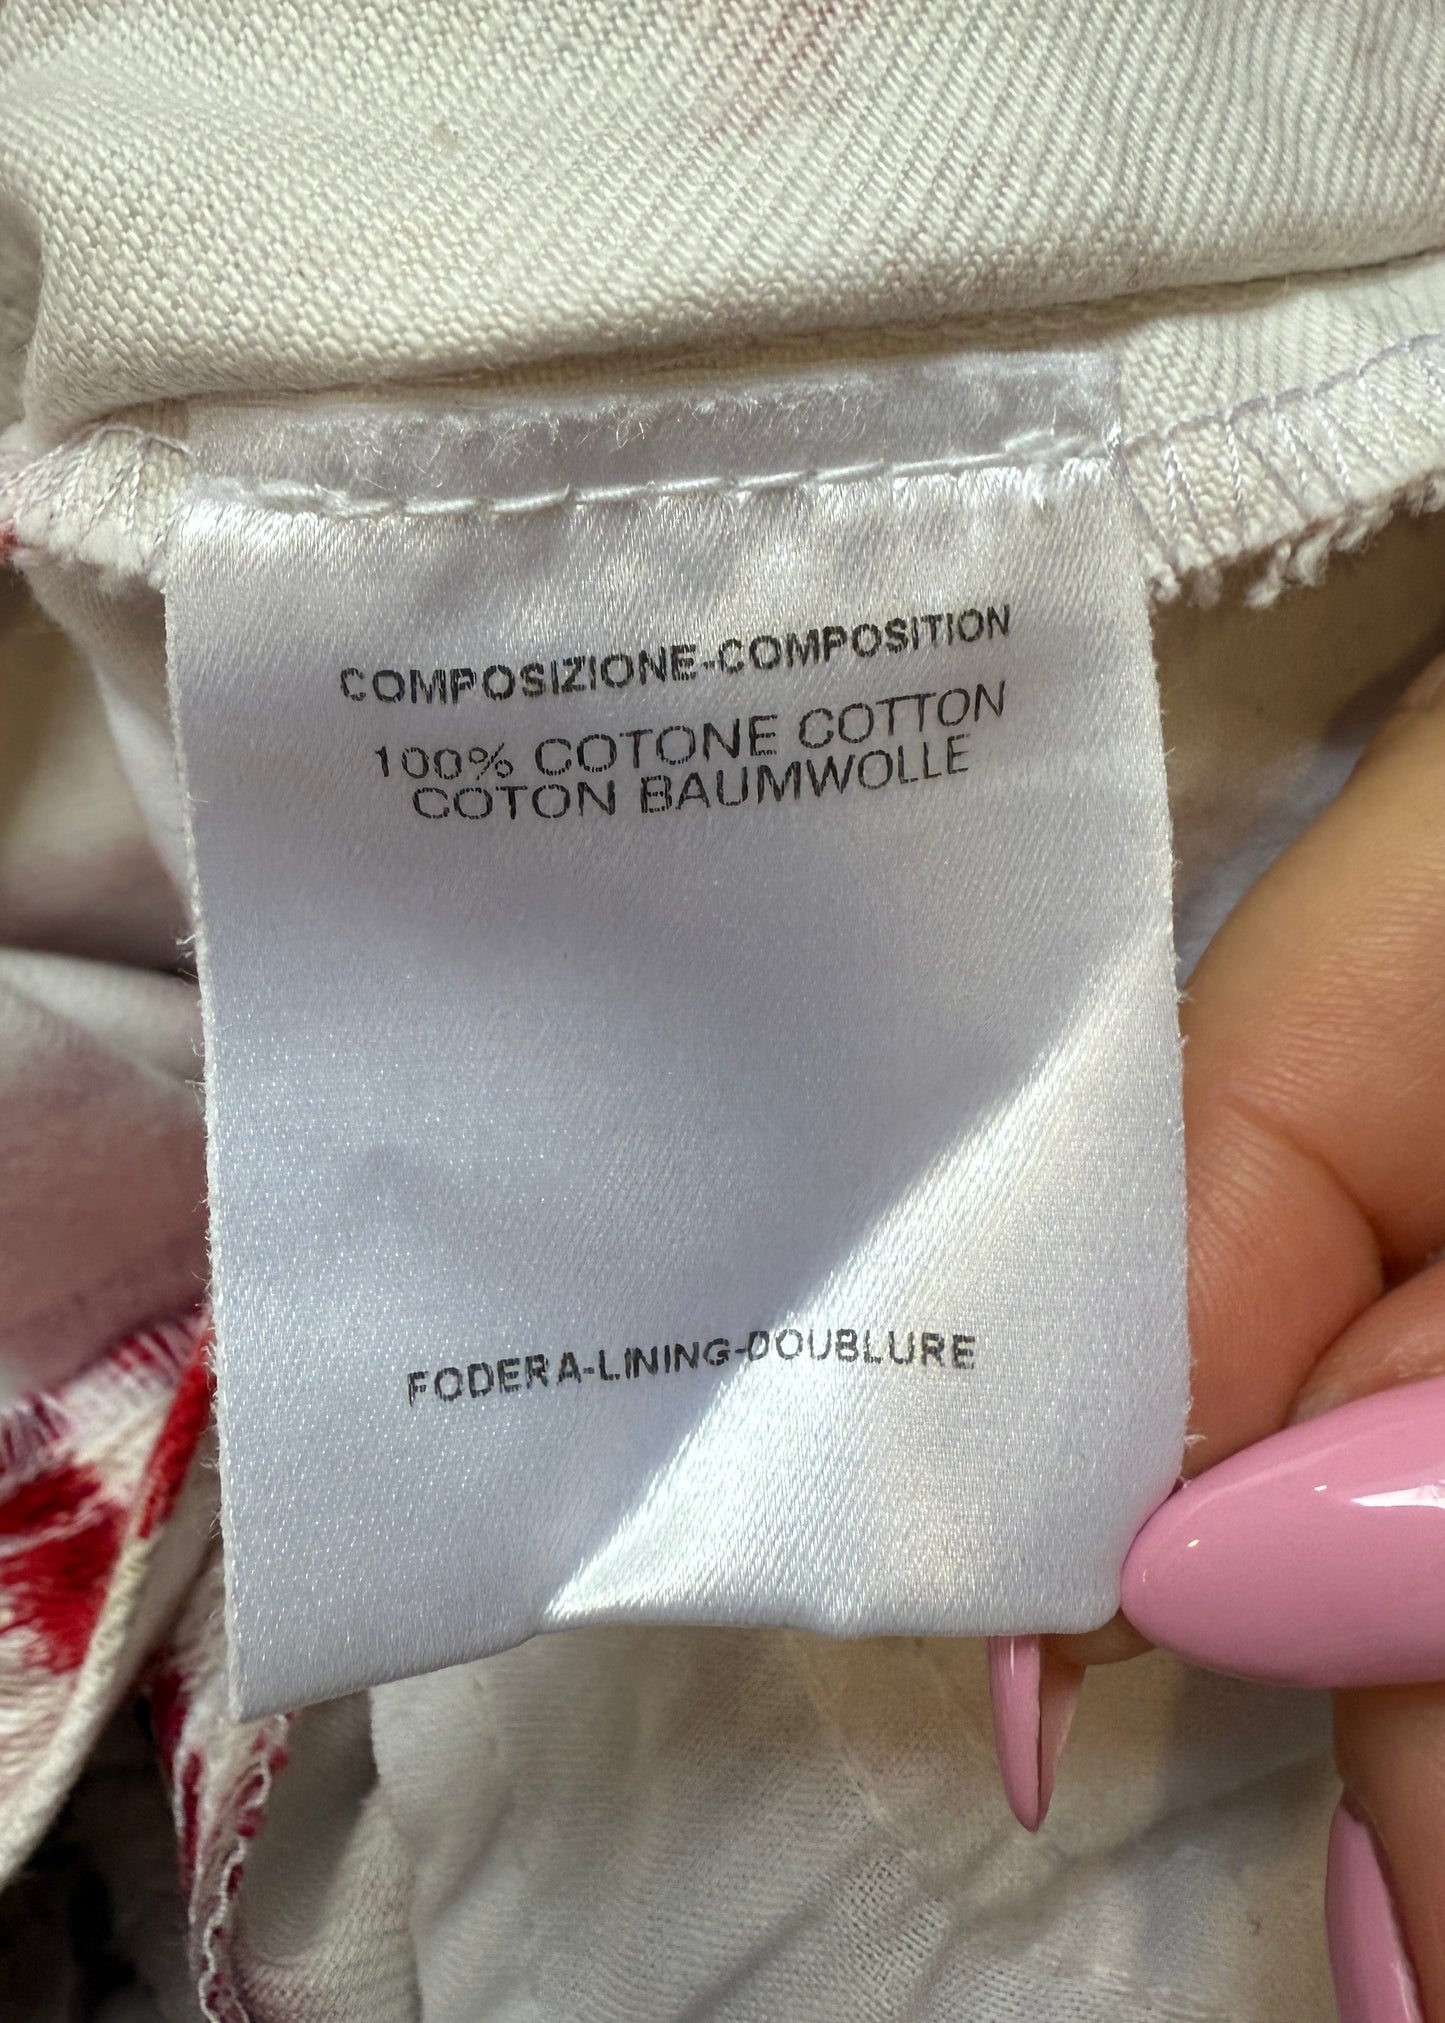 COMPOSIZIONE-COMPOSITION
100% COTONE COTTON
COTON BAUMWOLLE
FODERA-LINING-DOUBLURE